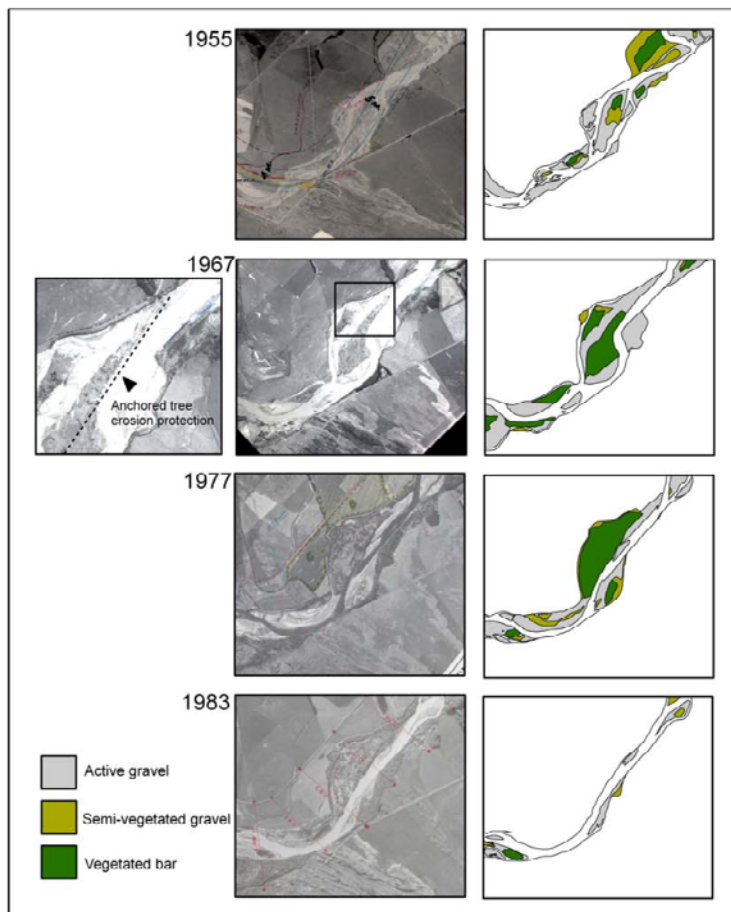 1955
1967
Anchored tree
erosion protection
1977
1983
Active gravel
Semi-vegetated gravel
Vegetated bar